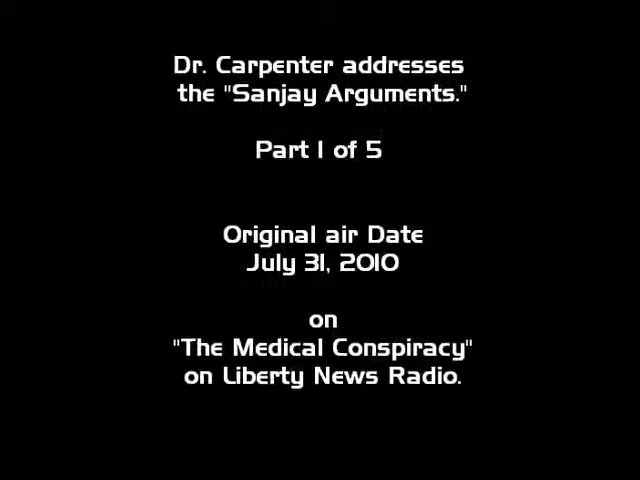 Dr. Carpenter addresses
the "Sanjay Arguments."
Part 1 of 5
Original air Date
July 31, 2010
on
"The Medical Conspiracy"
on Liberty News Radio.